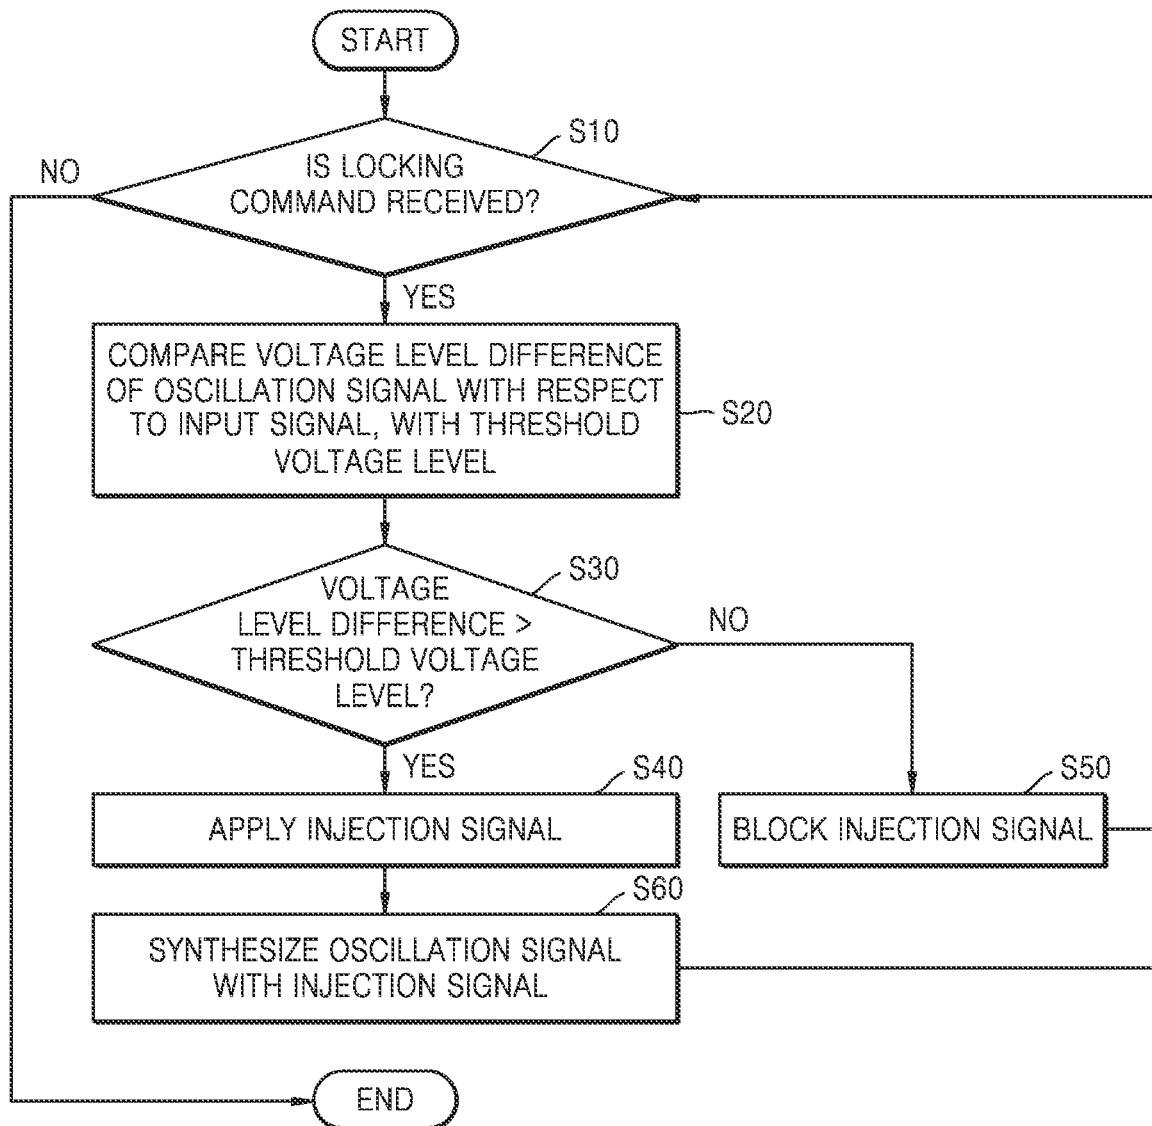 START
S10
NO
IS LOCKING
COMMAND RECEIVED?
YES
COMPARE VOLTAGE LEVEL DIFFERENCE
OF OSCILLATION SIGNAL WITH RESPECT
TO INPUT SIGNAL, WITH THRESHOLD
VOLTAGE LEVEL
S20
S30
VOLTAGE
LEVEL DIFFERENCE >
THRESHOLD VOLTAGE
LEVEL?
NO
YES
S40
APPLY INJECTION SIGNAL
S50
BLOCK INJECTION SIGNAL
S60
SYNTHESIZE OSCILLATION SIGNAL
WITH INJECTION SIGNAL
END